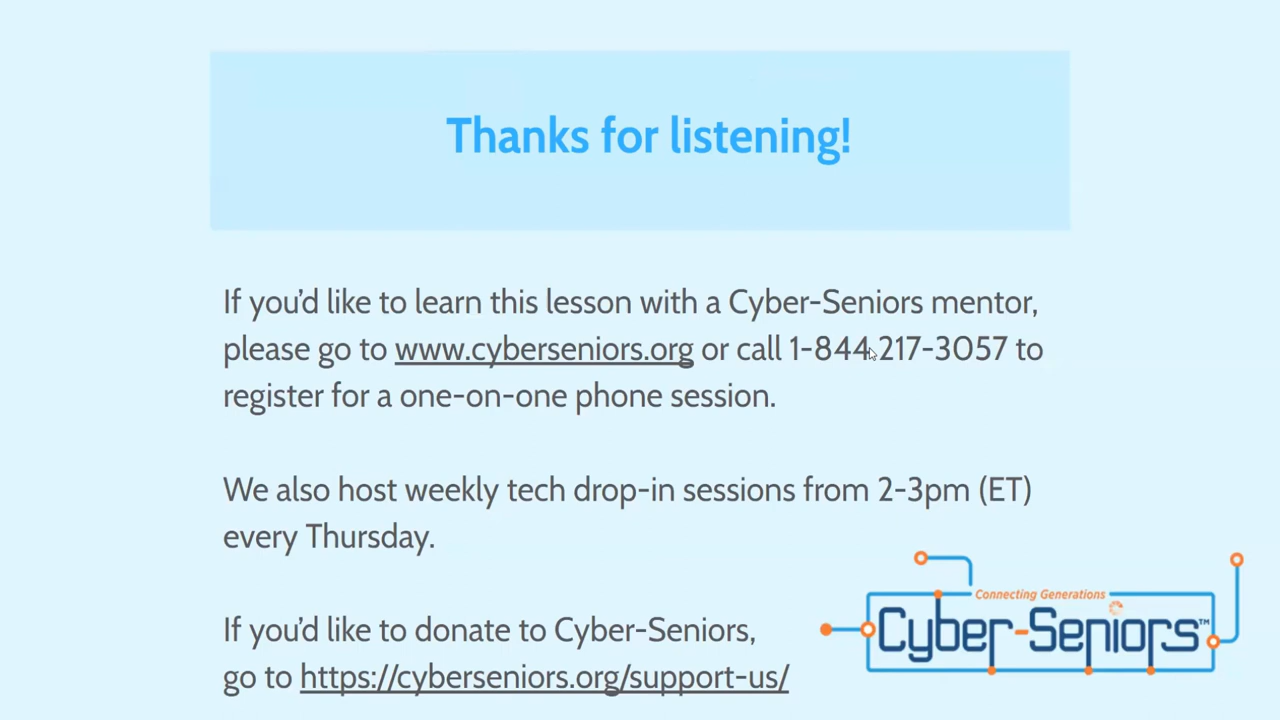 Thanks for listening!
If you'd like to learn this lesson with a Cyber-Seniors mentor,
please go to www.cyberseniors.org or call 1-844-217-3057 to
register for a one-on-one phone session.
We also host weekly tech drop-in sessions from 2-3pm (ET)
every Thursday.
If you'd like to donate to Cyber-Seniors,
go to https://cyberseniors.org/support-us/
Connecting Generations
Cyber-Seniors™